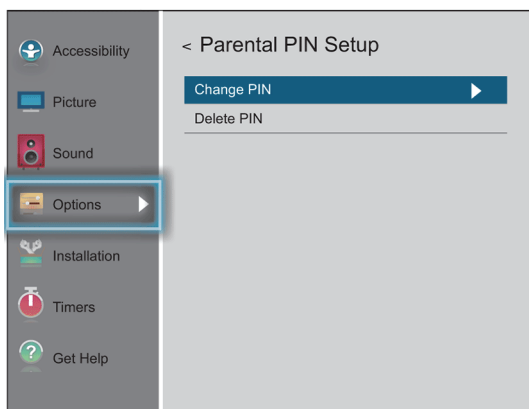 Accessibility
Picture
Sound
Options
Installation
Timers
Get Help
< Parental PIN Setup
Change PIN
Delete PIN